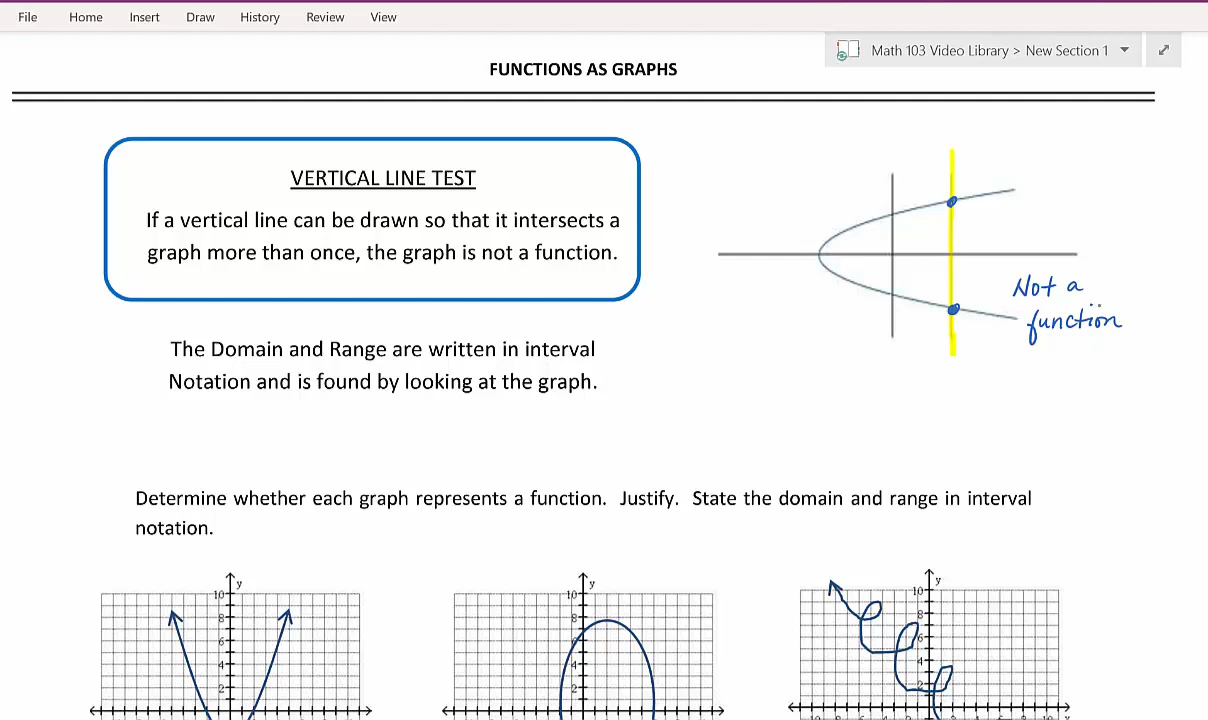 File Home Insert Draw History Review View
Math 103 Video Library > New Section 1
FUNCTIONS AS GRAPHS
VERTICAL LINE TEST
If a vertical line can be drawn so that it intersects a
graph more than once, the graph is not a function.
Not a
function
The Domain and Range are written in interval
Notation and is found by looking at the graph.
Determine whether each graph represents a function. Justify. State the domain and range in interval
notation.
y
10
8
6
4
2
y
10
8
6
4
2
y
10
8
6
4
2